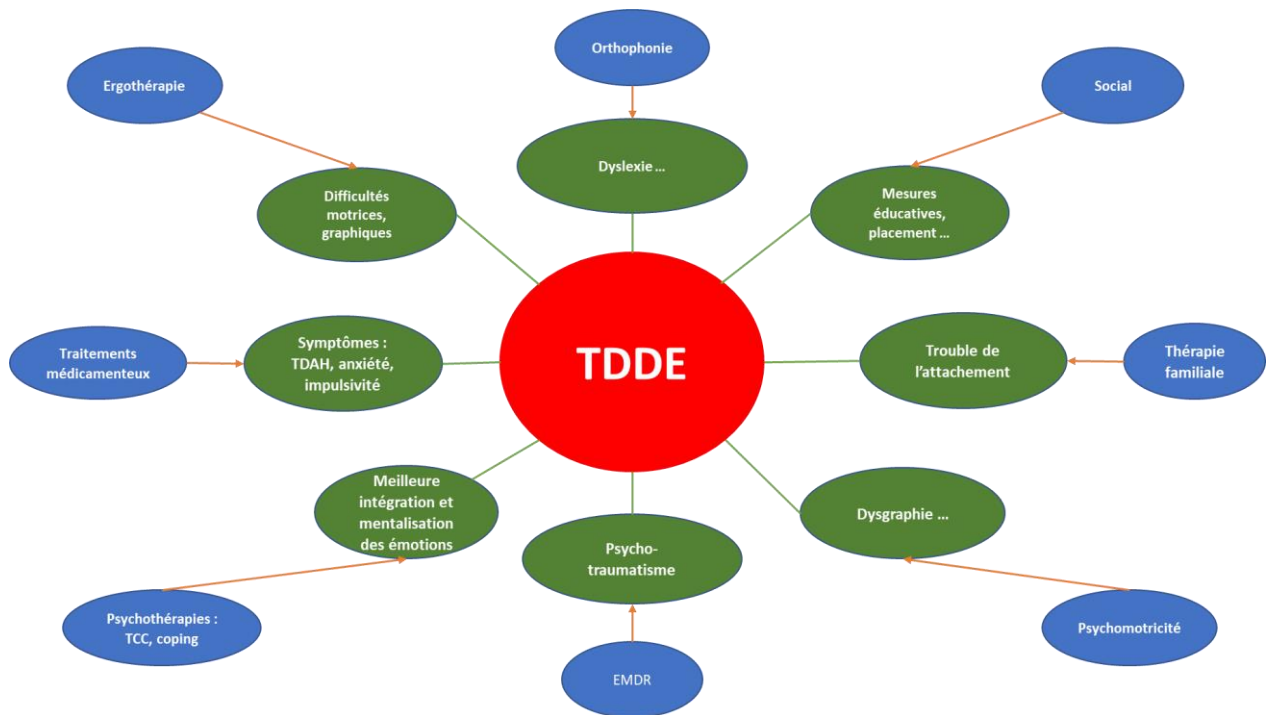 Orthophonie
Ergothérapie
Social
Dyslexie ...
Difficultés
motrices,
graphiques
Mesures
éducatives,
placement ...
Traitements
médicamenteux
Symptômes :
TDAH, anxiété,
impulsivité
TDDE
Trouble de
l’attachement
Thérapie
familiale
Meilleure
intégration et
mentalisation
des émotions
Psycho-
traumatisme
Dysgraphie ...
Psychothérapies :
TCC, coping
EMDR
Psychomotricité